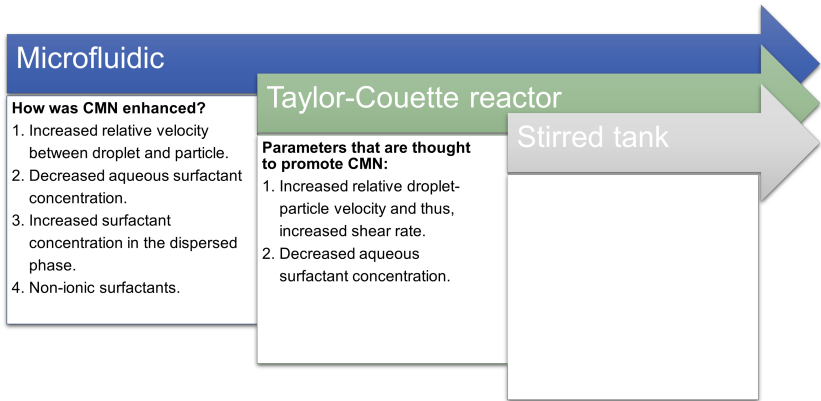 Microfluidic
How was CMN enhanced?
1. Increased relative velocity
between droplet and particle.
2. Decreased aqueous surfactant
concentration.
3. Increased surfactant
concentration in the dispersed
phase.
4. Non-ionic surfactants.
Taylor-Couette reactor
Parameters that are thought
to promote CMN:
1. Increased relative droplet-
particle velocity and thus,
increased shear rate.
2. Decreased aqueous
surfactant concentration.
Stirred tank